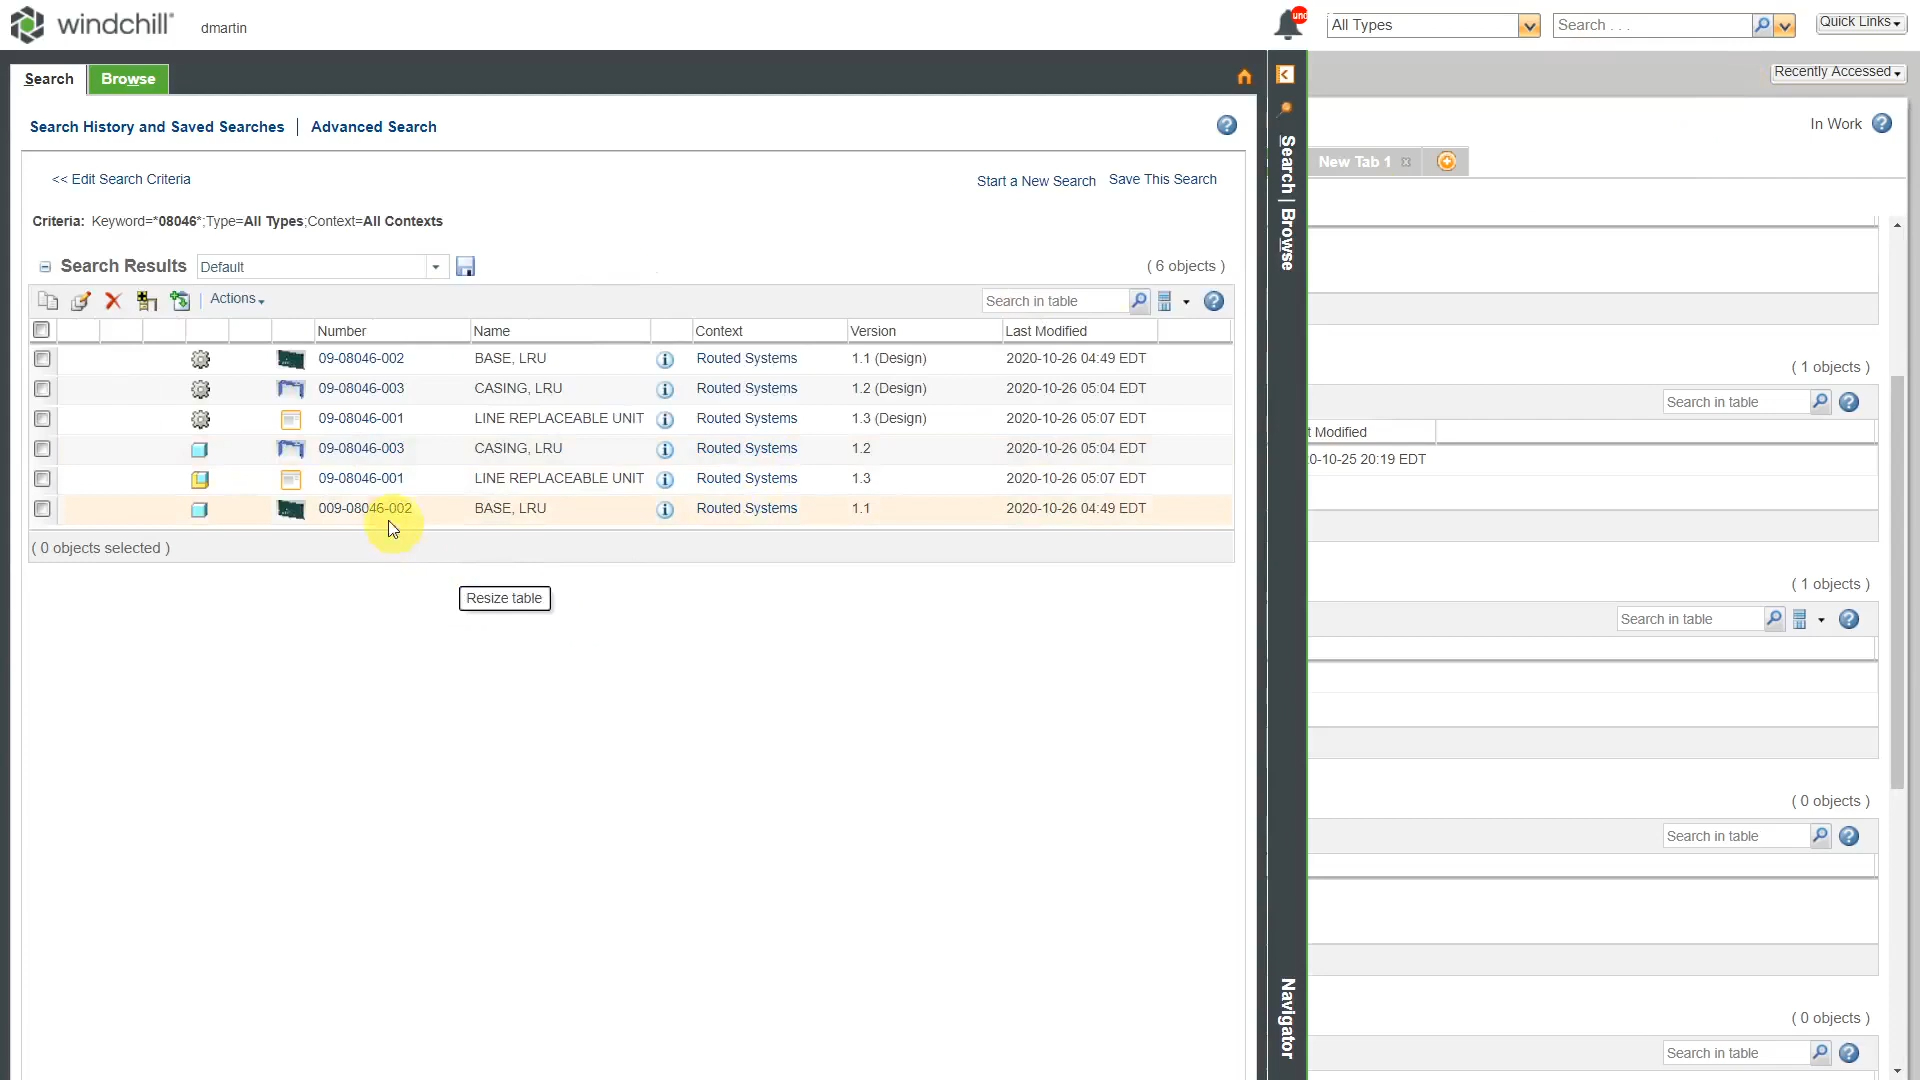 windchill dmartin und All Types Search . . . Quick Links
Search Browse Recently Accessed
Search History and Saved Searches | Advanced Search In Work
New Tab 1
<< Edit Search Criteria Start a New Search Save This Search
Criteria: Keyword=*08046*;Type=All Types;Context=All Contexts
Search Results Default ( 6 objects )
Actions Search in table
Number Name Context Version Last Modified
09-08046-002 BASE, LRU Routed Systems 1.1 (Design) 2020-10-26 04:49 EDT
09-08046-003 CASING, LRU Routed Systems 1.2 (Design) 2020-10-26 05:04 EDT
09-08046-001 LINE REPLACEABLE UNIT Routed Systems 1.3 (Design) 2020-10-26 05:07 EDT
09-08046-003 CASING, LRU Routed Systems 1.2 2020-10-26 05:04 EDT
09-08046-001 LINE REPLACEABLE UNIT Routed Systems 1.3 2020-10-26 05:07 EDT
009-08046-002 BASE, LRU Routed Systems 1.1 2020-10-26 04:49 EDT
( 0 objects selected )
Resize table
Search | Browse
Navigator
( 1 objects )
Search in table
t Modified
0-10-25 20:19 EDT
( 1 objects )
Search in table
( 0 objects )
Search in table
( 0 objects )
Search in table